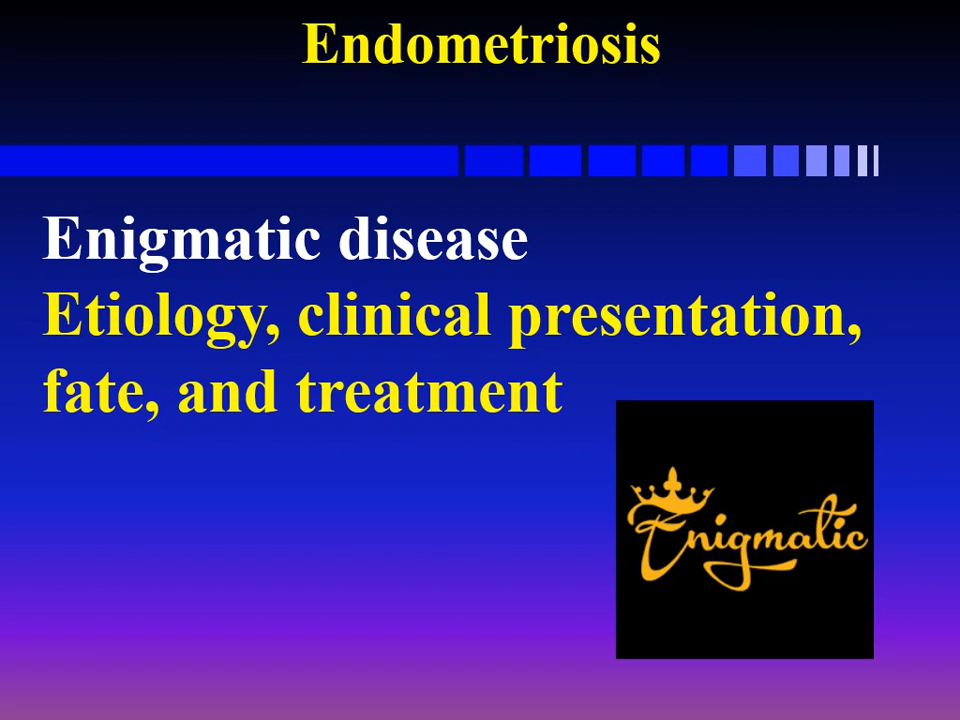 Endometriosis
Enigmatic disease
Etiology, clinical presentation,
fate, and treatment
Enigmatic